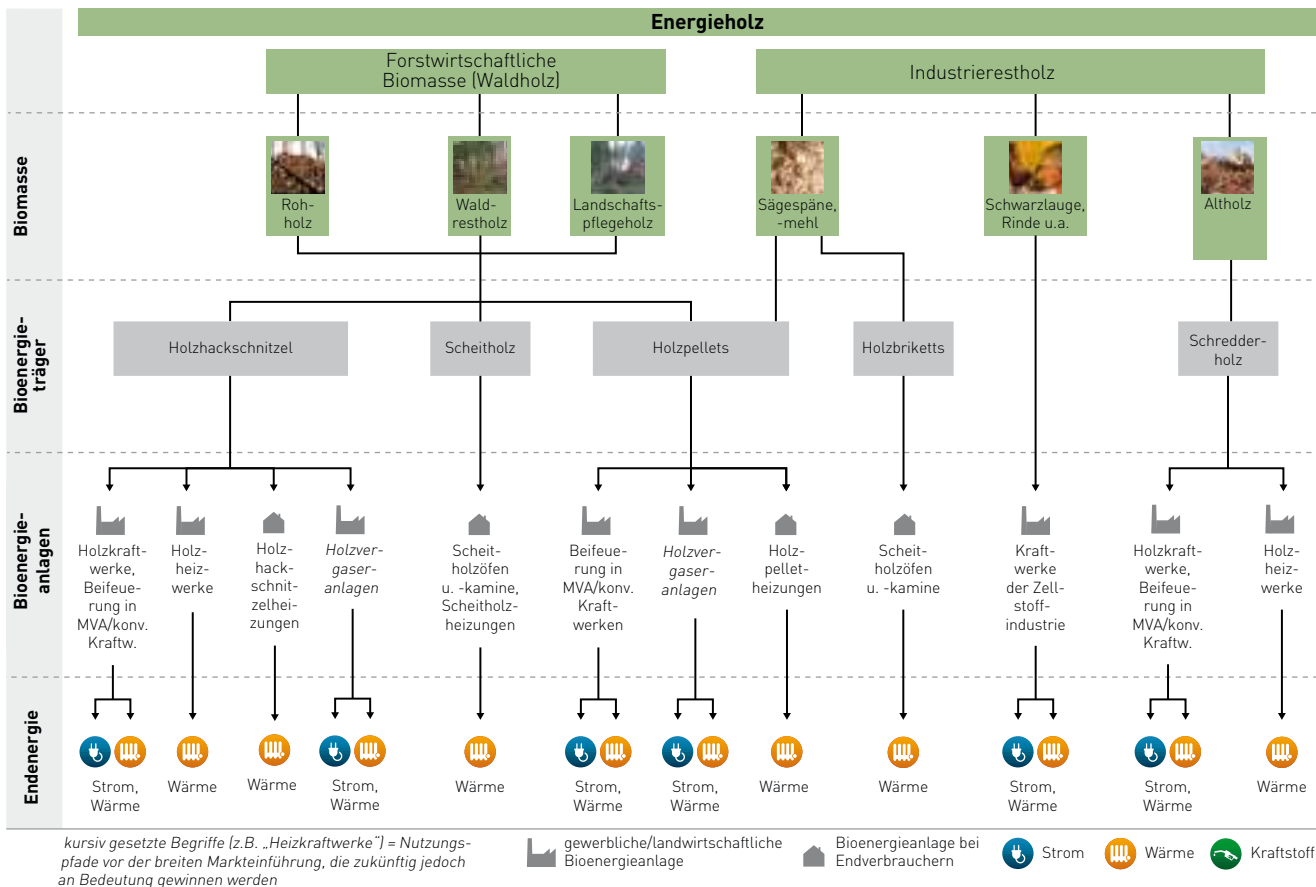 Energieholz
Forstwirtschaftliche
Biomasse (Waldholz)
Industrierestholz
Biomasse
Roh-
holz
Wald-
restholz
Landschafts-
pflegeholz
Sägespäne,
-mehl
Schwarzlauge,
Rinde u.a.
Altholz
Bioenergie-
träger
Holzhackschnitzel
Scheitholz
Holzpellets
Holzbriketts
Schredder-
holz
Bioenergie-
anlagen
Holzkraft-
werke,
Beifeue-
rung in
MVA/konv.
Kraftw.
Holz-
heiz-
werke
Holz-
hack-
schnit-
zelhei-
zungen
Holzver-
gaser-
anlagen
Scheit-
holzöfen
u. -kamine,
Scheitholz-
heizungen
Beifeue-
rung in
MVA/konv.
Kraft-
werken
Holzver-
gaser-
anlagen
Holz-
pellet-
heizungen
Scheit-
holzöfen
u. -kamine
Kraft-
werke
der Zell-
stoff-
industrie
Holzkraft-
werke,
Beifeue-
rung in
MVA/konv.
Kraftw.
Holz-
heiz-
werke
Endenergie
Strom,
Wärme
Wärme
Wärme
Strom,
Wärme
Wärme
Strom,
Wärme
Strom,
Wärme
Wärme
Wärme
Strom,
Wärme
Strom,
Wärme
Wärme
kursiv gesetzte Begriffe (z.B. „Heizkraftwerke“) = Nutzungs-
pfade vor der breiten Markteinführung, die zukünftig jedoch
an Bedeutung gewinnen werden
gewerbliche/landwirtschaftliche
Bioenergieanlage
Bioenergieanlage bei
Endverbrauchern
Strom
Wärme
Kraftstoff